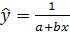 ŷ = 1/(a+bx)